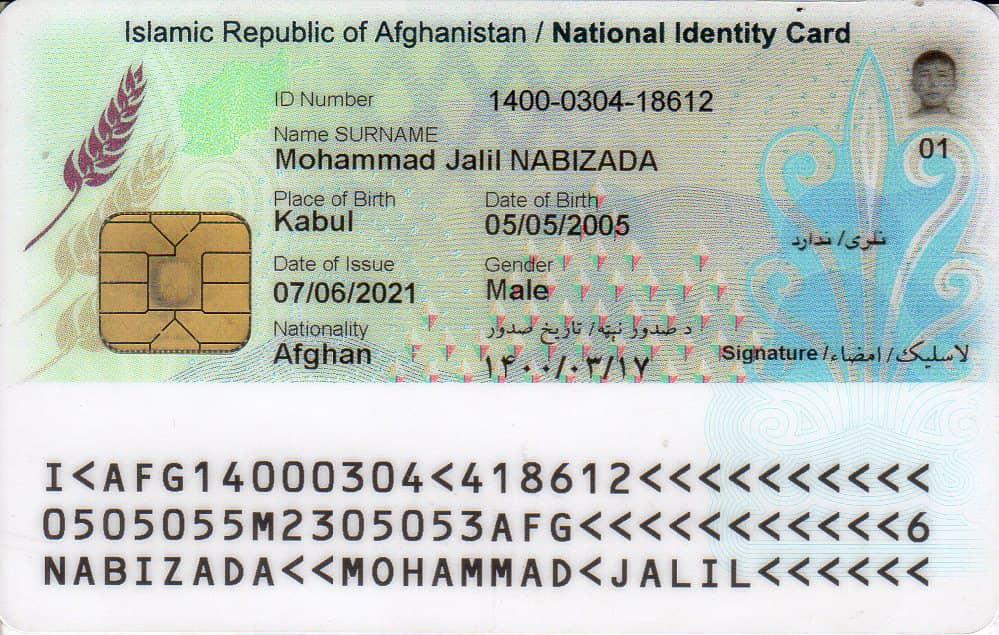 Islamic Republic of Afghanistan / National Identity Card
ID Number 1400-0304-18612
01
Name SURNAME
Mohammad Jalil NABIZADA
Place of Birth Date of Birth
Kabul 05/05/2005
نلري/ ندارد
Date of Issue Gender
07/06/2021 Male
Nationality د صدور نېټه/ تاریخ صدور
Afghan ۱۴۰۰/۰۳/۱۷
Signature/لاسلیک/ امضاء
I<AFG14000304<418612<<<<<<<<<<
0505055M2305053AFG<<<<<<<<<<<6
NABIZADA<<MOHAMMAD<JALIL<<<<<<